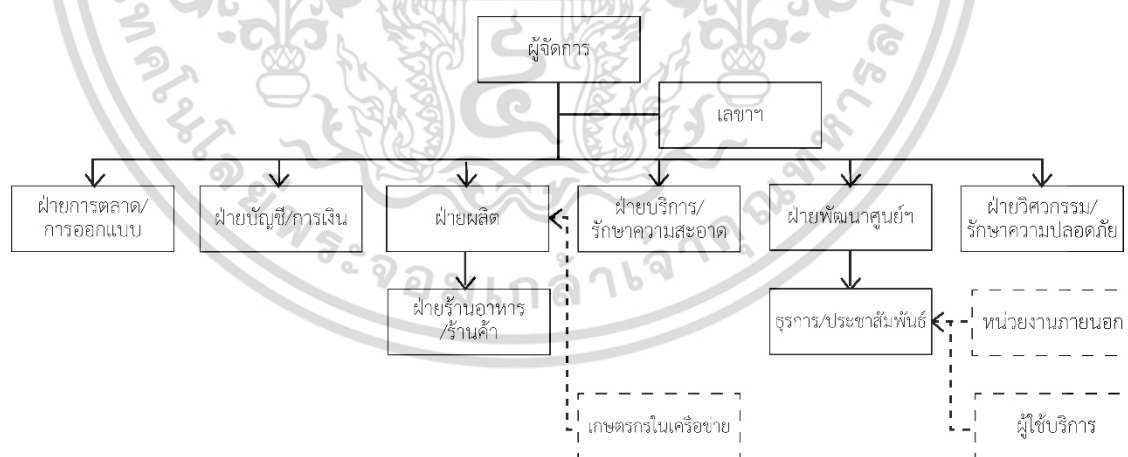 ผู้จัดการ
เลขาฯ
ฝ่ายการตลาด/
การออกแบบ
ฝ่ายบัญชี/การเงิน
ฝ่ายผลิต
ฝ่ายบริการ/
รักษาความสะอาด
ฝ่ายพัฒนาศูนย์ฯ
ฝ่ายวิศวกรรม/
รักษาความปลอดภัย
ฝ่ายร้านอาหาร
/ร้านค้า
ธุรการ/ประชาสัมพันธ์
หน่วยงานภายนอก
เกษตรกรในเครือข่าย
ผู้ใช้บริการ